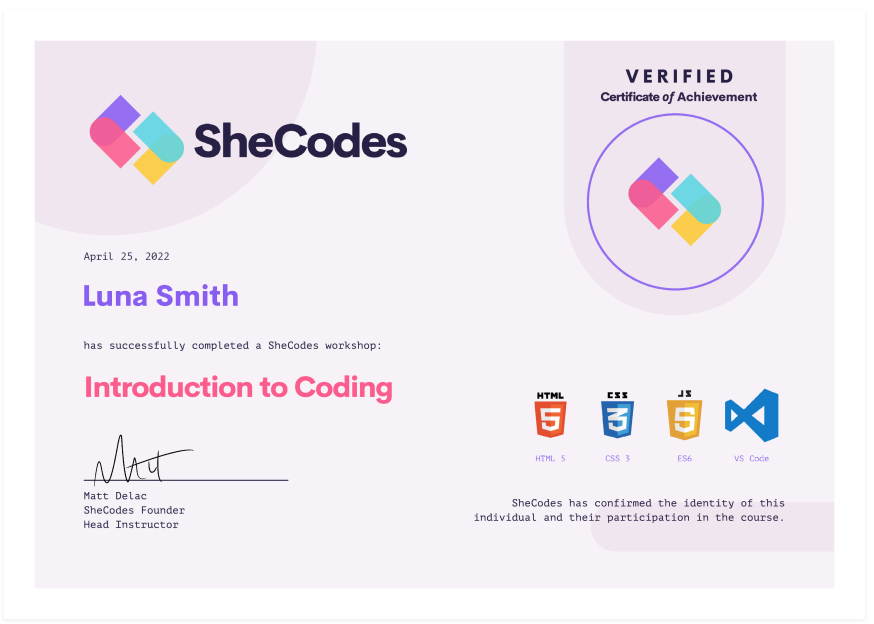 SheCodes
VERIFIED
Certificate of Achievement
April 25, 2022
Luna Smith
has successfully completed a SheCodes workshop:
Introduction to Coding
HTML
5
CSS
3
JS
5
HTML 5
CSS 3
ES6
VS Code
Matt
Matt Delac
SheCodes Founder
Head Instructor
SheCodes has confirmed the identity of this
individual and their participation in the course.